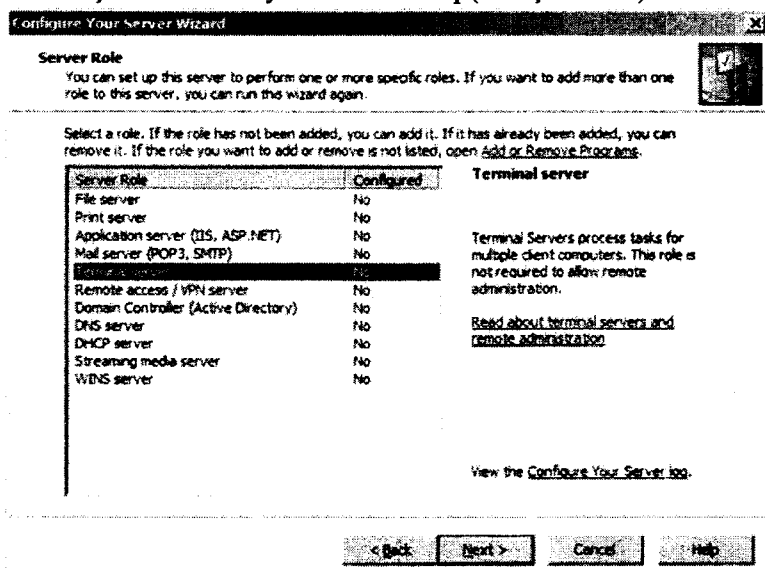 Configure Your Server Wizard
Server Role
You can set up this server to perform one or more specific roles. If you want to add more than one
role to this server, you can run this wizard again.
Select a role. If the role has not been added, you can add it. If it has already been added, you can
remove it. If the role you want to add or remove is not listed, open Add or Remove Programs.
Server Role Configured
File server No
Print server No
Application server (IIS, ASP.NET) No
Mail server (POP3, SMTP) No
Terminal server No
Remote access / VPN server No
Domain Controller (Active Directory) No
DNS server No
DHCP server No
Streaming media server No
WINS server No
Terminal server
Terminal Servers process tasks for
multiple client computers. This role is
not required to allow remote
administration.
Read about terminal servers and
remote administration
View the Configure Your Server log.
< Back Next > Cancel Help